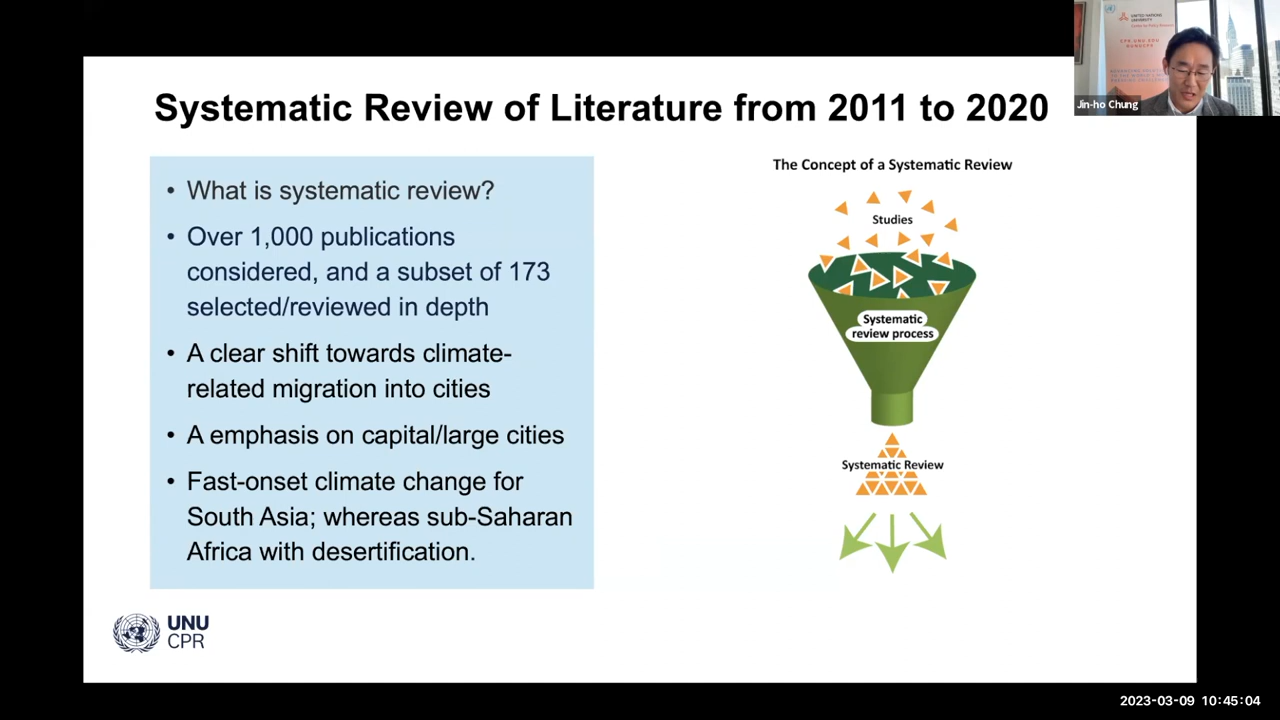 Systematic Review of Literature from 2011 to 2020
• What is systematic review?
• Over 1,000 publications
considered, and a subset of 173
selected/reviewed in depth
• A clear shift towards climate-
related migration into cities
• A emphasis on capital/large cities
• Fast-onset climate change for
South Asia; whereas sub-Saharan
Africa with desertification.
The Concept of a Systematic Review
Studies
Systematic
review process
Systematic Review
UNU
CPR
UNITED NATIONS
UNIVERSITY
Jin-ho Chung
2023-03-09 10:45:04